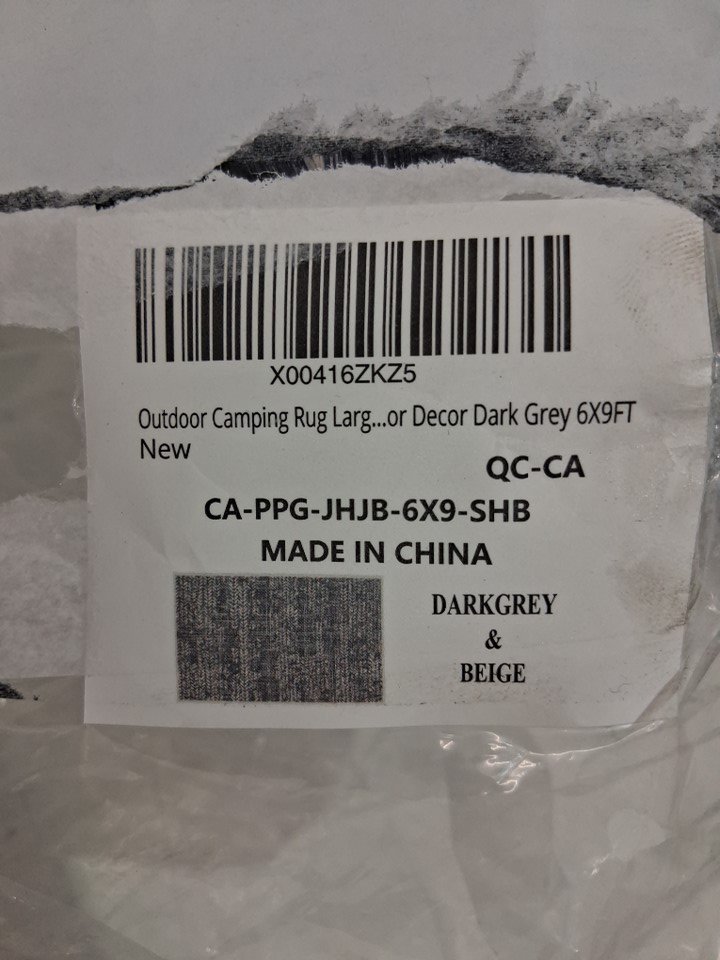 X00416ZKZ5
Outdoor Camping Rug Larg...or Decor Dark Grey 6X9FT
New
QC-CA
CA-PPG-JHJB-6X9-SHB
MADE IN CHINA
DARKGREY
&
BEIGE